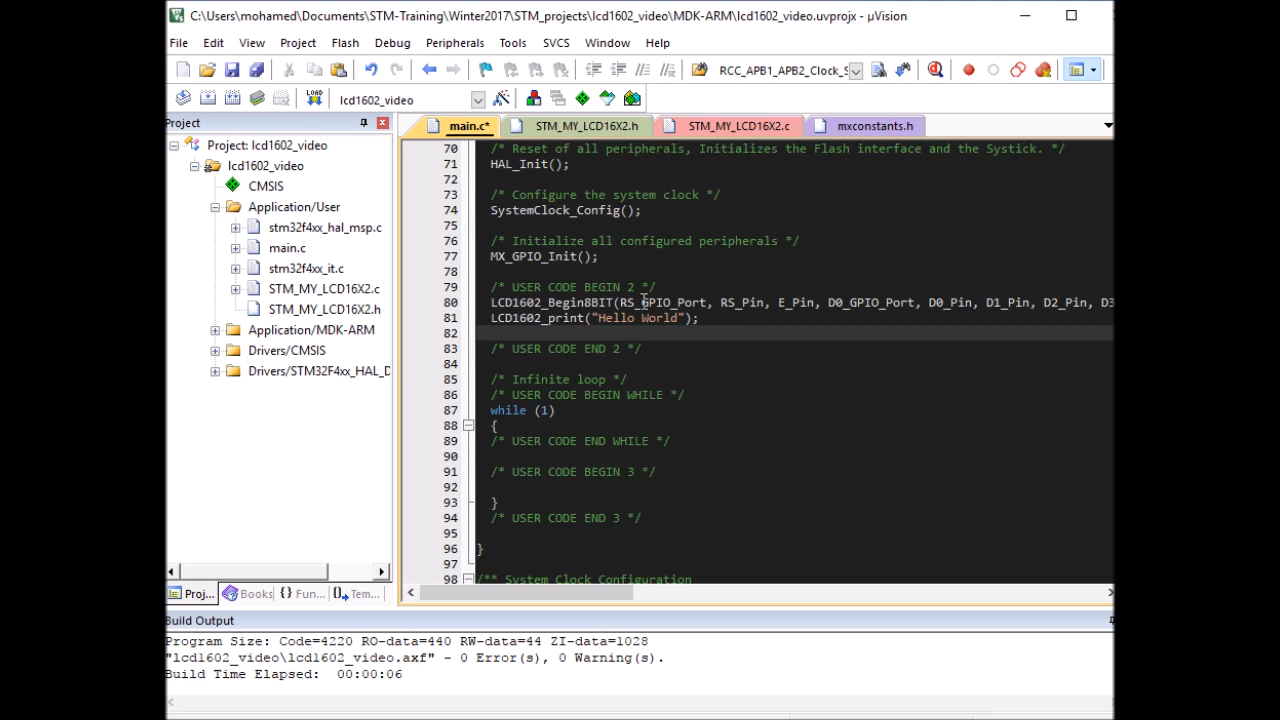 C:\Users\mohamed\Documents\STM-Training\Winter2017\STM_projects\lcd1602_video\MDK-ARM\lcd1602_video.uvprojx - µVision
File Edit View Project Flash Debug Peripherals Tools SVCS Window Help
RCC_APB1_APB2_Clock_S
LOAD lcd1602_video
Project
main.c* STM_MY_LCD16X2.h STM_MY_LCD16X2.c mxconstants.h
Project: lcd1602_video
lcd1602_video
CMSIS
Application/User
stm32f4xx_hal_msp.c
main.c
stm32f4xx_it.c
STM_MY_LCD16X2.c
STM_MY_LCD16X2.h
Application/MDK-ARM
Drivers/CMSIS
Drivers/STM32F4xx_HAL_D
Proj... Books {} Fun... Tem...
70 /* Reset of all peripherals, Initializes the Flash interface and the Systick. */
71 HAL_Init();
72
73 /* Configure the system clock */
74 SystemClock_Config();
75
76 /* Initialize all configured peripherals */
77 MX_GPIO_Init();
78
79 /* USER CODE BEGIN 2 */
80 LCD1602_Begin8BIT(RS_GPIO_Port, RS_Pin, E_Pin, D0_GPIO_Port, D0_Pin, D1_Pin, D2_Pin, D3
81 LCD1602_print("Hello World");
82
83 /* USER CODE END 2 */
84
85 /* Infinite loop */
86 /* USER CODE BEGIN WHILE */
87 while (1)
88 {
89 /* USER CODE END WHILE */
90
91 /* USER CODE BEGIN 3 */
92
93 }
94 /* USER CODE END 3 */
95
96 }
97
98 /** System Clock Configuration
Build Output
Program Size: Code=4220 RO-data=440 RW-data=44 ZI-data=1028
"lcd1602_video\lcd1602_video.axf" - 0 Error(s), 0 Warning(s).
Build Time Elapsed: 00:00:06